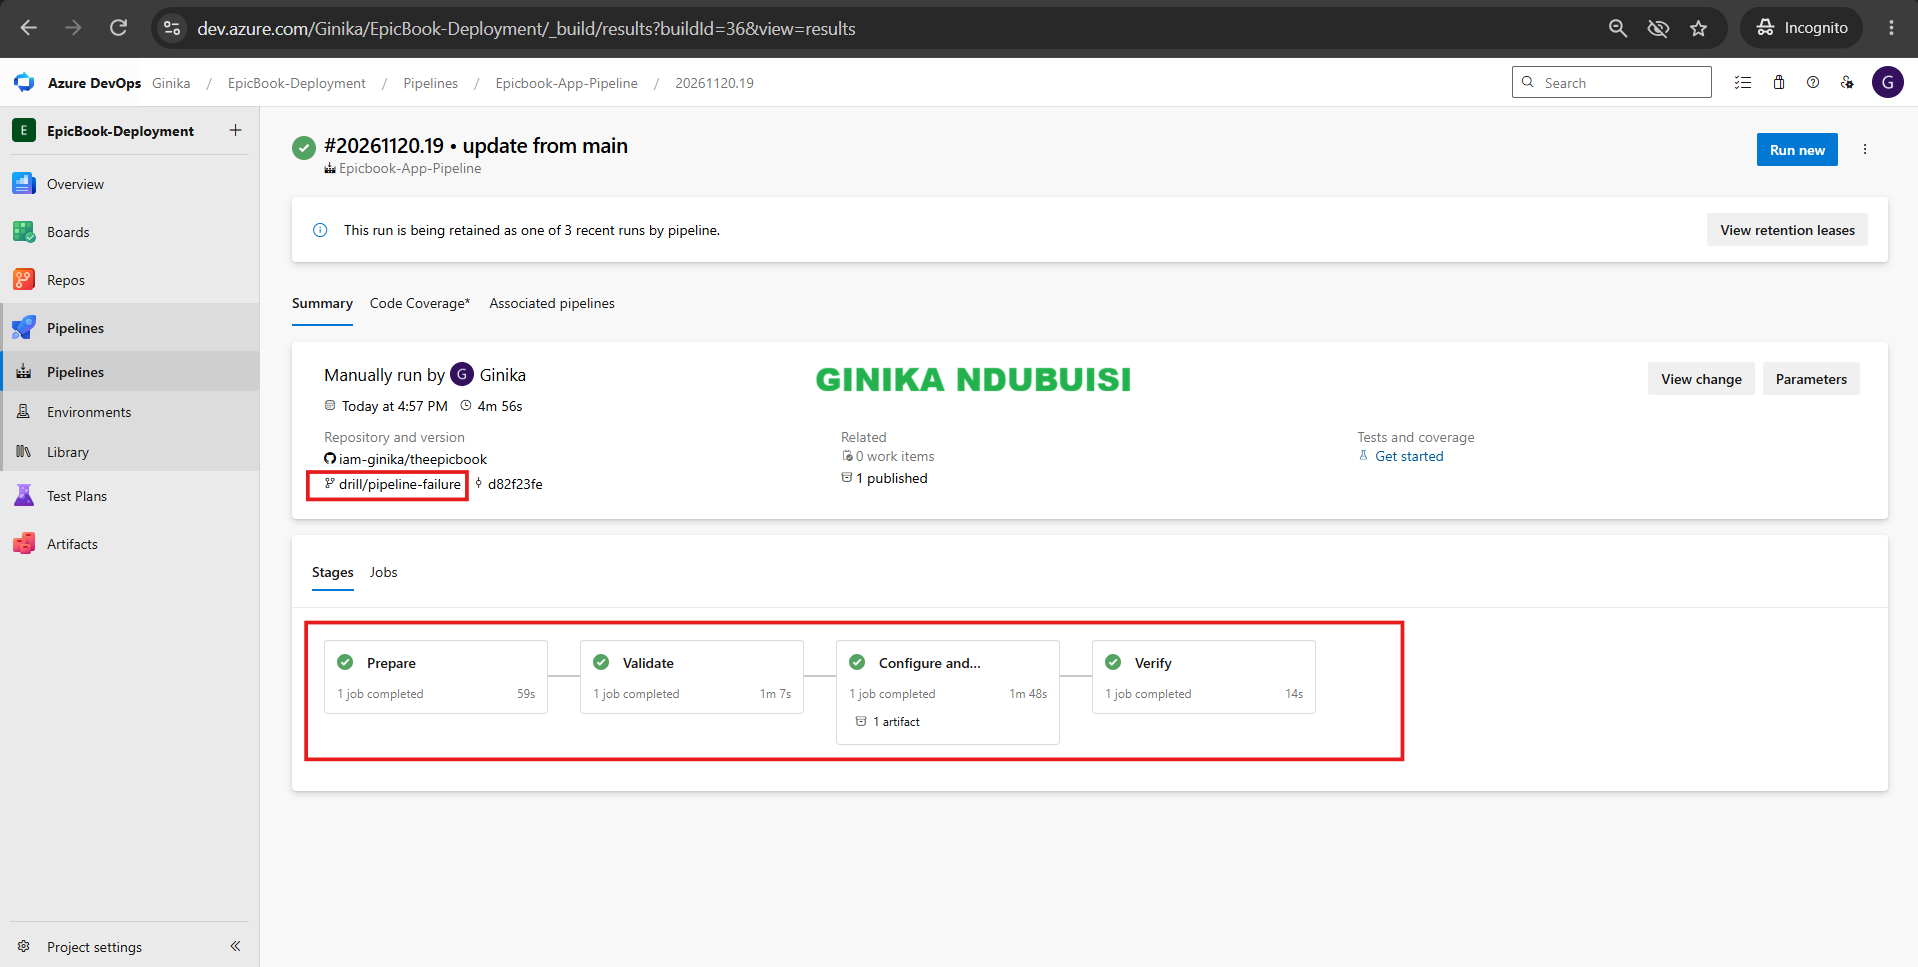 dev.azure.com/Ginika/EpicBook-Deployment/_build/results?buildId=36&view=results
Incognito
Azure DevOps Ginika / EpicBook-Deployment / Pipelines / Epicbook-App-Pipeline / 20261120.19
Search
G
E EpicBook-Deployment
Overview
Boards
Repos
Pipelines
Pipelines
Environments
Library
Test Plans
Artifacts
Project settings
#20261120.19 • update from main
Epicbook-App-Pipeline
Run new
This run is being retained as one of 3 recent runs by pipeline.
View retention leases
Summary Code Coverage* Associated pipelines
Manually run by G Ginika
GINIKA NDUBUISI
View change Parameters
Today at 4:57 PM 4m 56s
Repository and version
iam-ginika/theepicbook
drill/pipeline-failure d82f23fe
Related
0 work items
1 published
Tests and coverage
Get started
Stages Jobs
Prepare
1 job completed 59s
Validate
1 job completed 1m 7s
Configure and...
1 job completed 1m 48s
1 artifact
Verify
1 job completed 14s